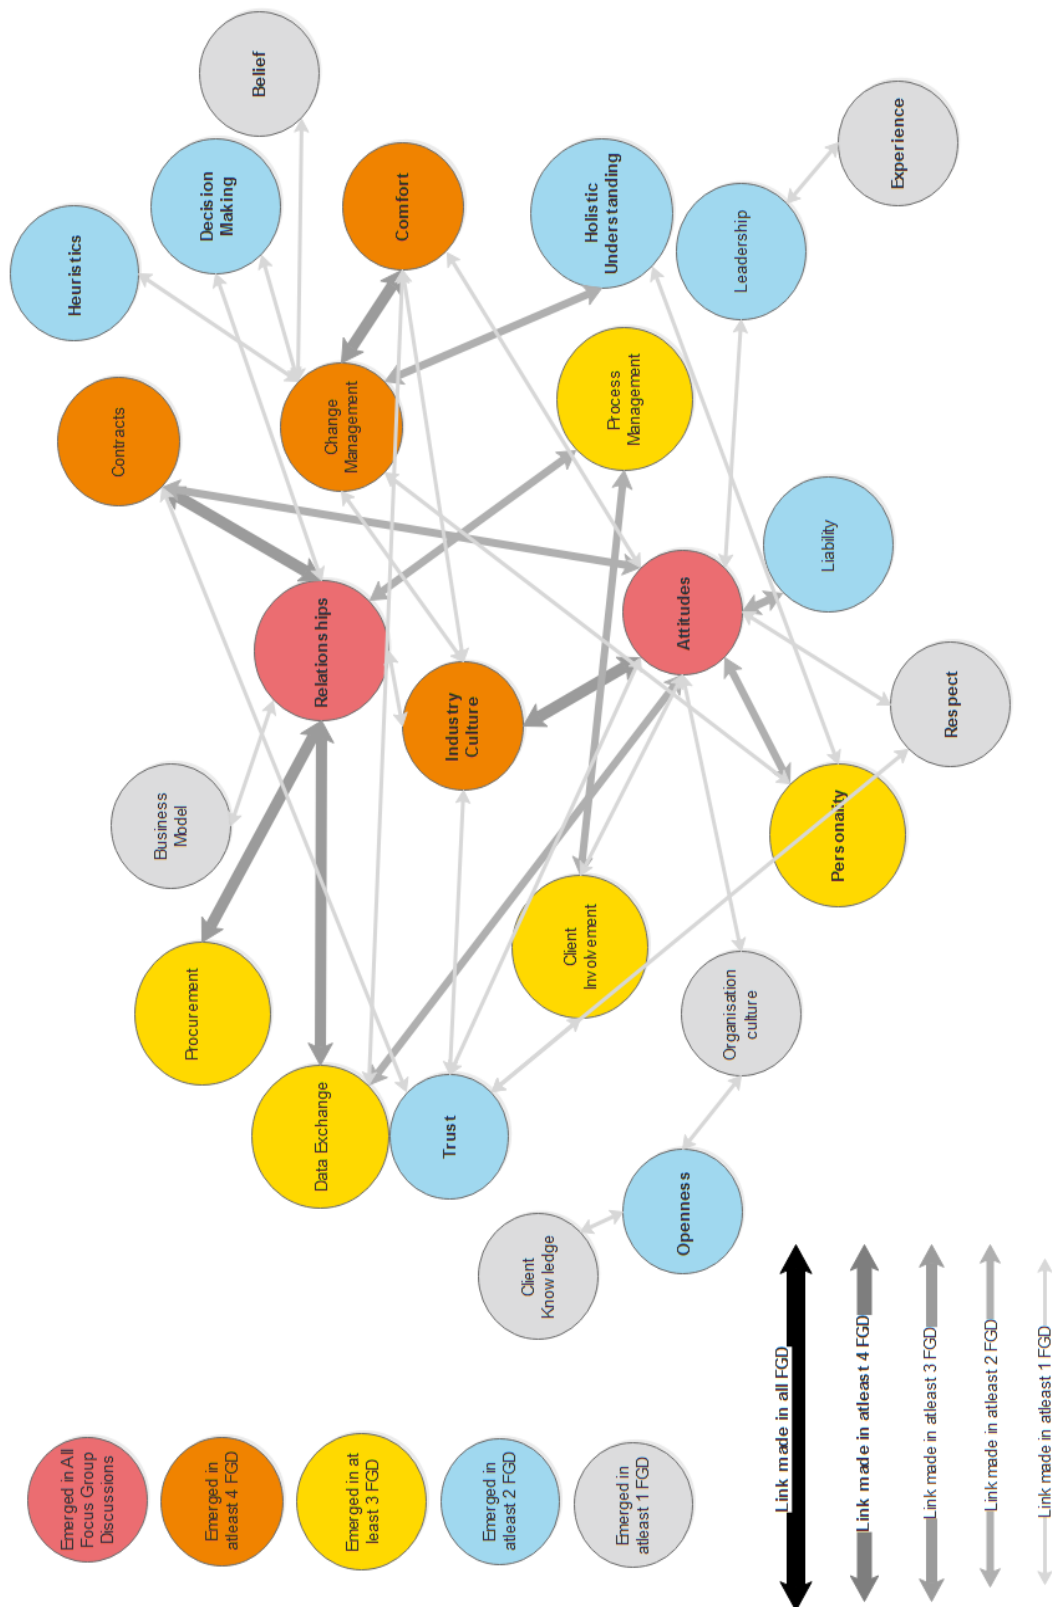 Emerged in All
Focus Group
Discussions
Emerged in
atleast 4 FGD
Emerged in at
least 3 FGD
Emerged in
atleast 2 FGD
Emerged in
atleast 1 FGD
Link made in all FGD
Link made in atleast 4 FGD
Link made in atleast 3 FGD
Link made in atleast 2 FGD
Link made in atleast 1 FGD
Client
Know ledge
Openness
Data Exchange
Trust
Procurement
Organisation
culture
Client
Involvement
Business
Model
Personality
Industry
Culture
Respect
Relationships
Attitudes
Liability
Contracts
Change
Management
Process
Management
Heuristics
Leadership
Decision
Making
Comfort
Holistic
Understanding
Experience
Belief